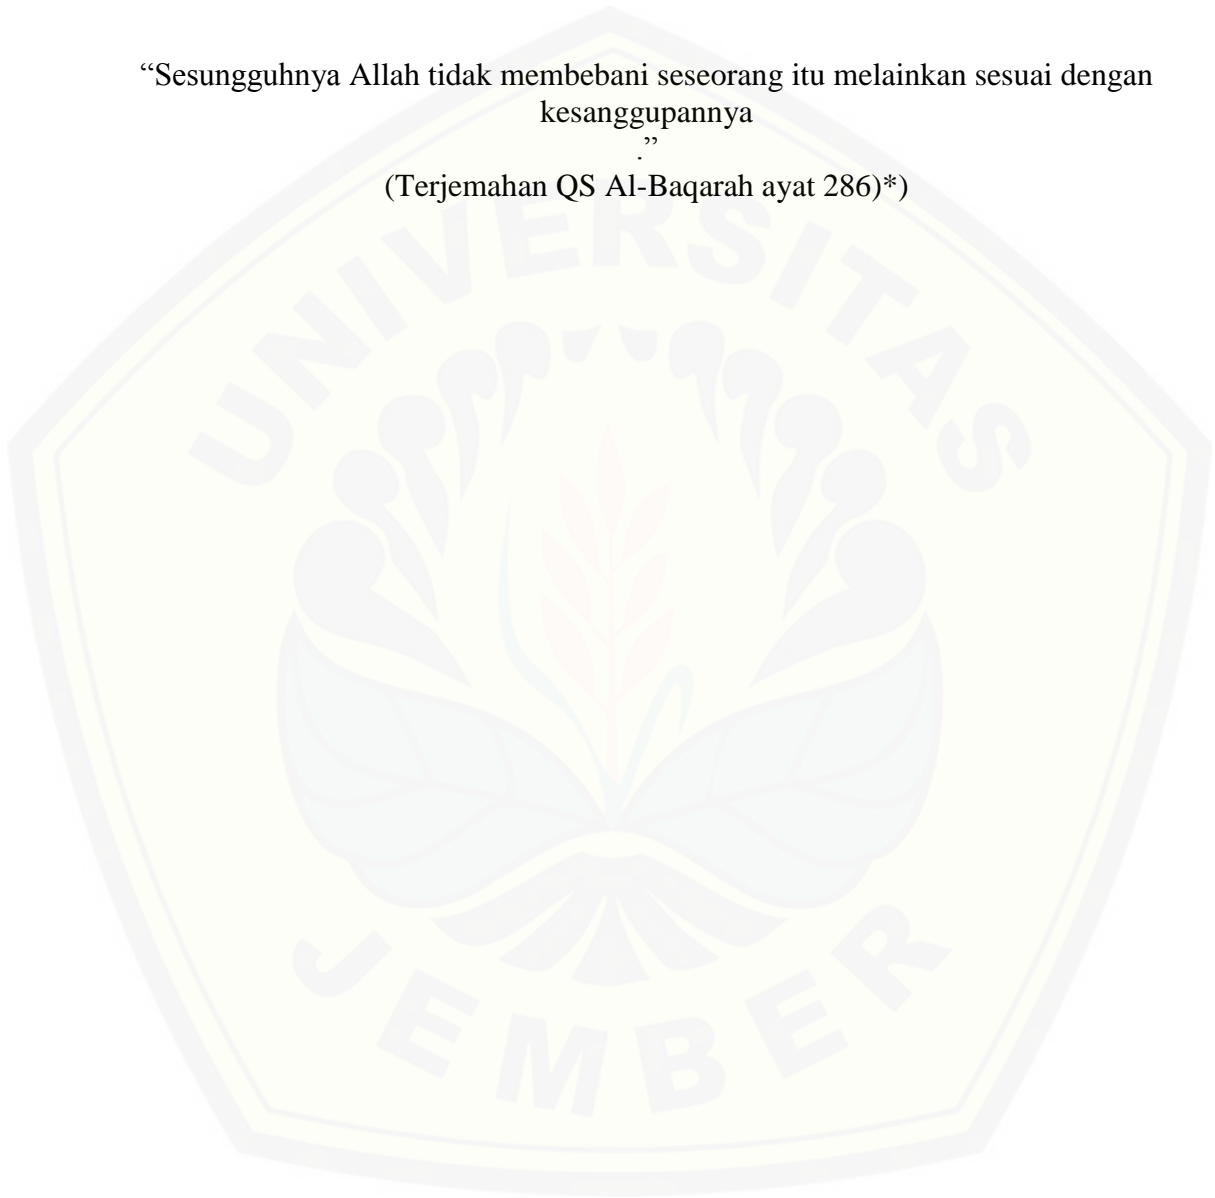 “Sesungguhnya Allah tidak membebani seseorang itu melainkan sesuai dengan
kesanggupannya
.”
(Terjemahan QS Al-Baqarah ayat 286)*)
UNIVERSITAS
JEMBER